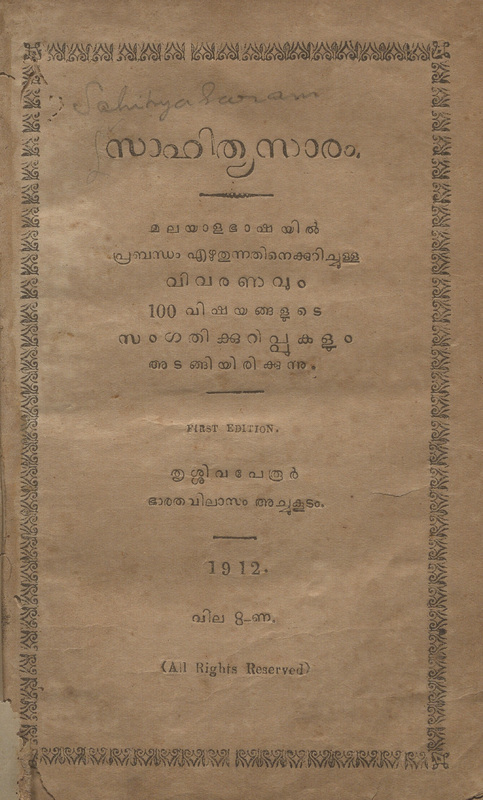 Sahitya Saram
സാഹിത്യസാരം.
മലയാളഭാഷയിൽ
പ്രബന്ധം എഴുതുന്നതിനെക്കുറിച്ചുള്ള
വിവരണവും
100 വിഷയങ്ങളുടെ
സംഗതിക്കുറിപ്പുകളും
അടങ്ങിയിരിക്കുന്നു.
FIRST EDITION.
തൃശ്ശിവപേരൂർ
ഭാരതവിലാസം അച്ചുകൂടം.
1912.
വില 8-ണ.
(All Rights Reserved)